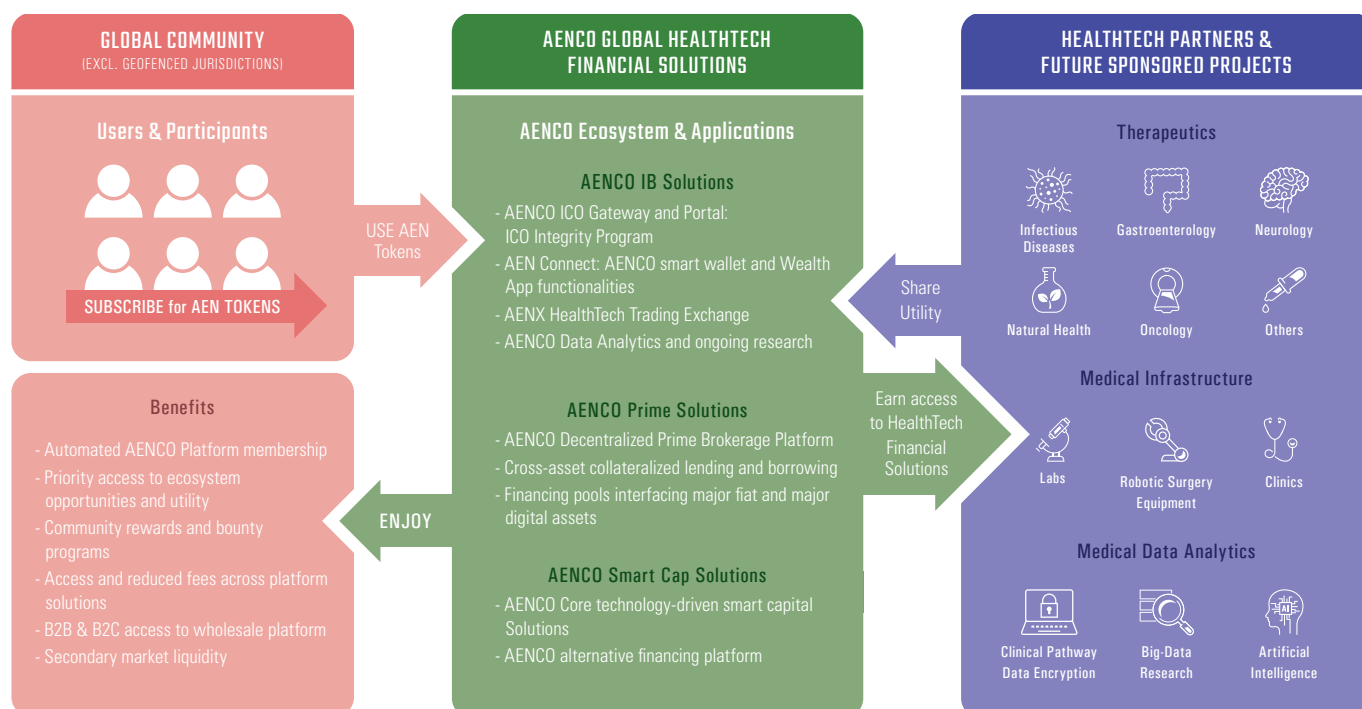 GLOBAL COMMUNITY
(EXCL. GEOFENCED JURISDICTIONS)
Users & Participants
SUBSCRIBE for AEN TOKENS
USE AEN
Tokens
Benefits
- Automated AENCO Platform membership
- Priority access to ecosystem
opportunities and utility
- Community rewards and bounty
programs
- Access and reduced fees across platform
solutions
- B2B & B2C access to wholesale platform
- Secondary market liquidity
ENJOY
AENCO GLOBAL HEALTHTECH
FINANCIAL SOLUTIONS
AENCO Ecosystem & Applications
AENCO IB Solutions
- AENCO ICO Gateway and Portal:
ICO Integrity Program
- AEN Connect: AENCO smart wallet and Wealth
App functionalities
- AENX HealthTech Trading Exchange
- AENCO Data Analytics and ongoing research
AENCO Prime Solutions
- AENCO Decentralized Prime Brokerage Platform
- Cross-asset collateralized lending and borrowing
- Financing pools interfacing major fiat and major
digital assets
AENCO Smart Cap Solutions
- AENCO Core technology-driven smart capital
Solutions
- AENCO alternative financing platform
Share
Utility
Earn access
to HealthTech
Financial
Solutions
HEALTHTECH PARTNERS &
FUTURE SPONSORED PROJECTS
Therapeutics
Infectious
Diseases
Gastroenterology
Neurology
Natural Health
Oncology
Others
Medical Infrastructure
Labs
Robotic Surgery
Equipment
Clinics
Medical Data Analytics
AI
Clinical Pathway
Data Encryption
Big-Data
Research
Artificial
Intelligence